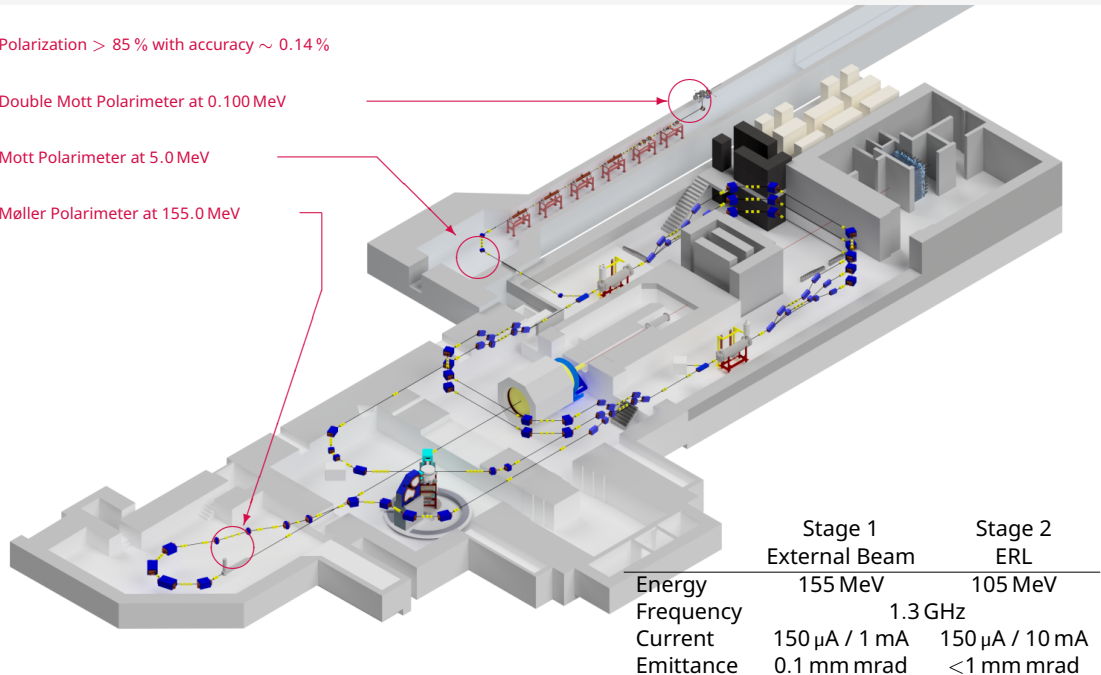 Polarization > 85 % with accuracy ~ 0.14 %
Double Mott Polarimeter at 0.100 MeV
Mott Polarimeter at 5.0 MeV
Møller Polarimeter at 155.0 MeV
Stage 1 Stage 2
External Beam ERL
Energy 155 MeV 105 MeV
Frequency 1.3 GHz
Current 150 μA / 1 mA 150 μA / 10 mA
Emittance 0.1 mm mrad <1 mm mrad